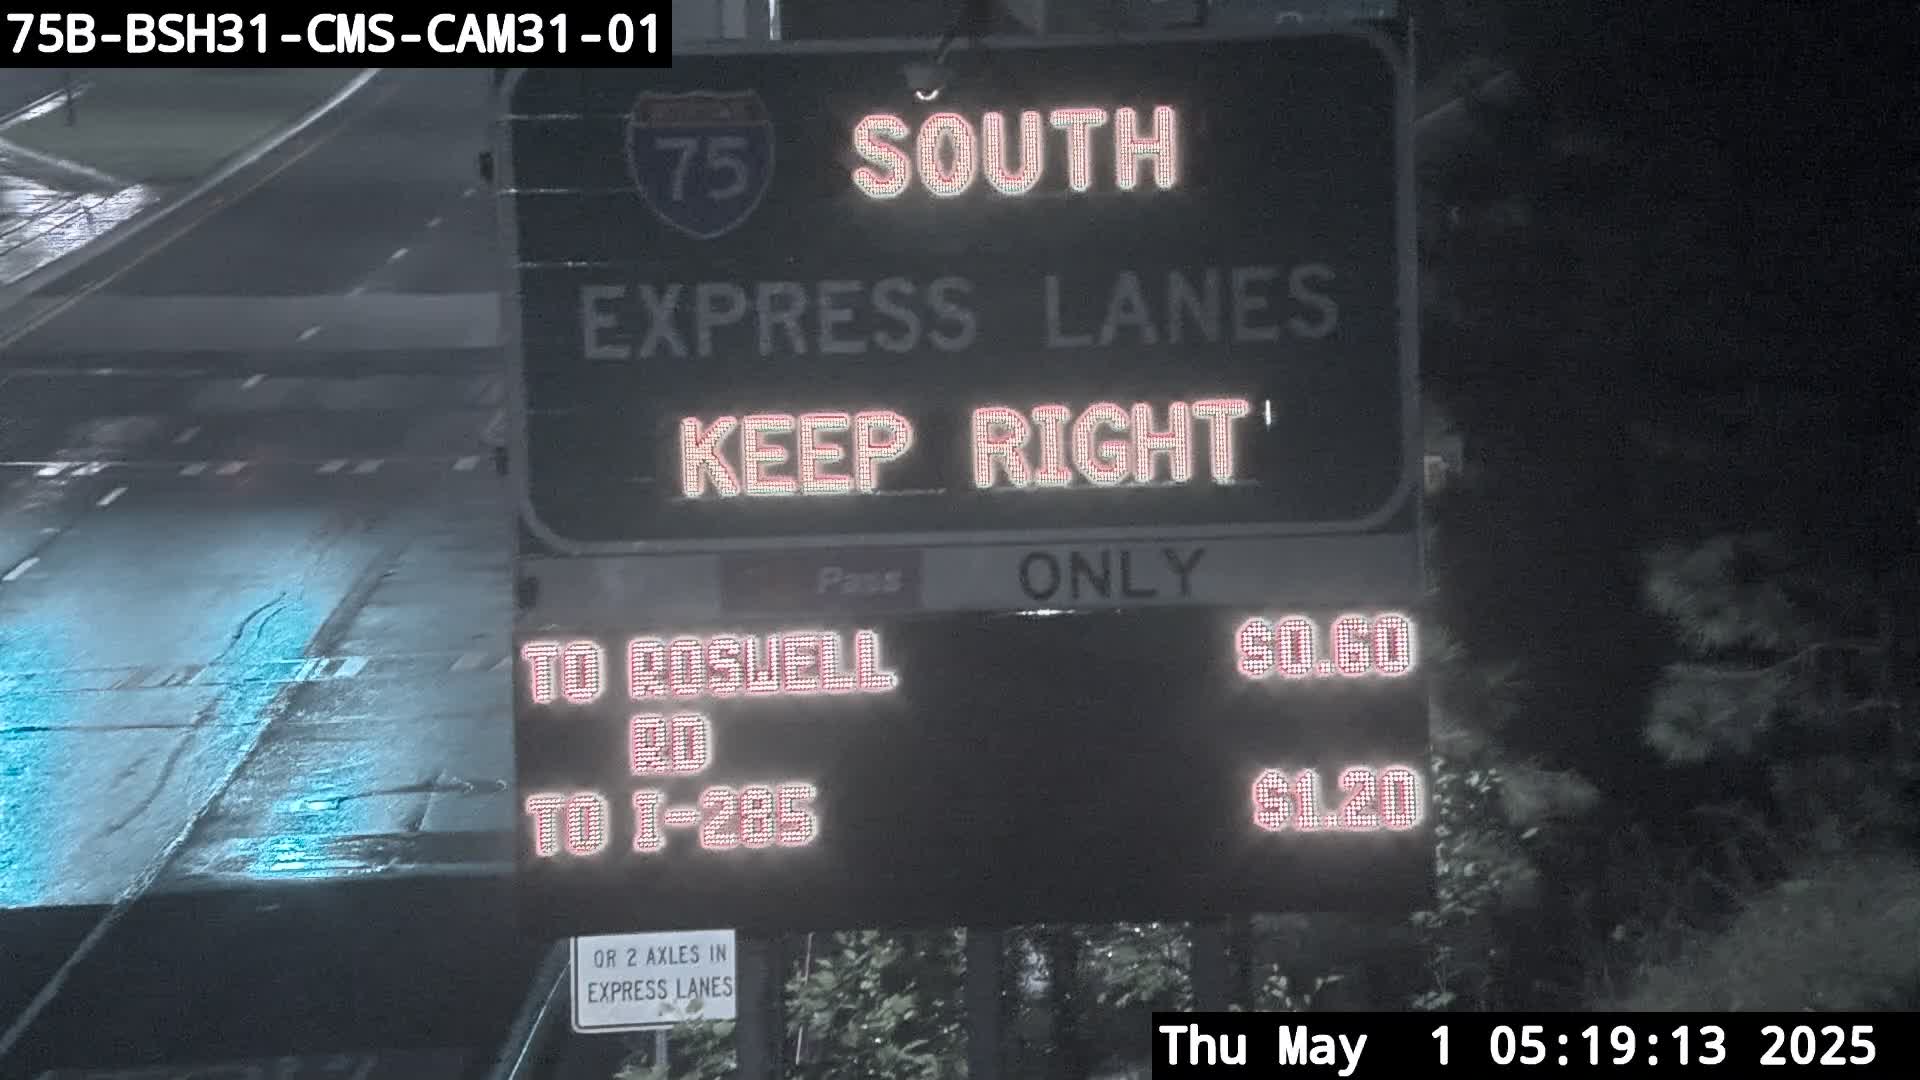 75B-BSH31-CMS-CAM31-01
75 SOUTH
EXPRESS LANES
KEEP RIGHT
Pass ONLY
TO ROSWELL $0.60
RD
TO I-285 $1.20
OR 2 AXLES IN
EXPRESS LANES
Thu May 1 05:19:13 2025